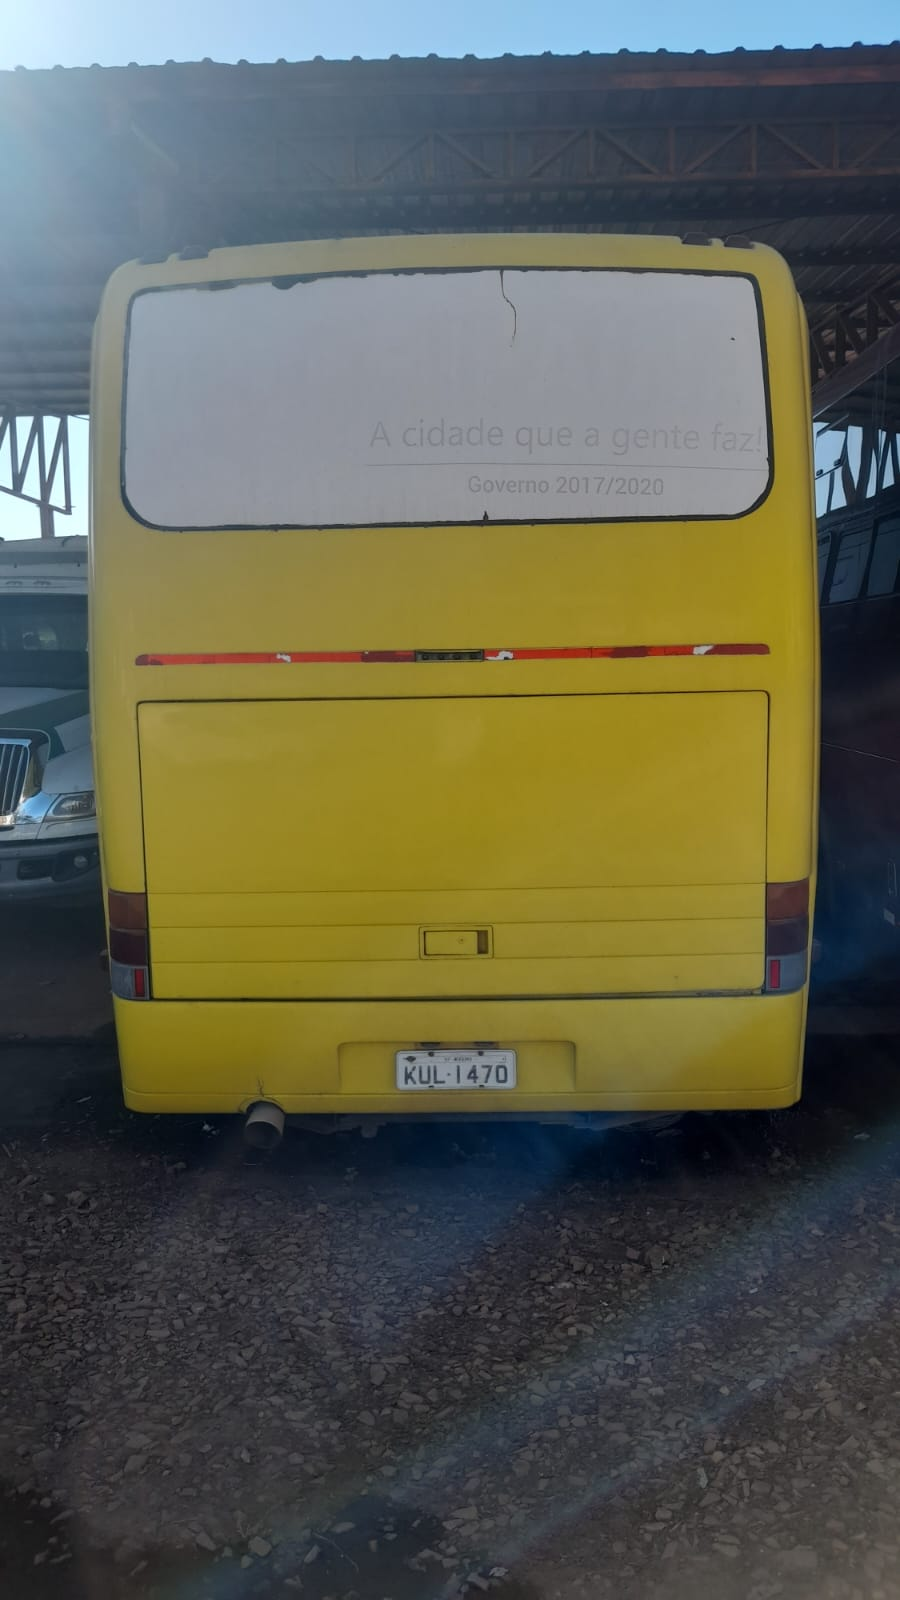 A cidade que a gente faz!
Governo 2017/2020
KUL·1470